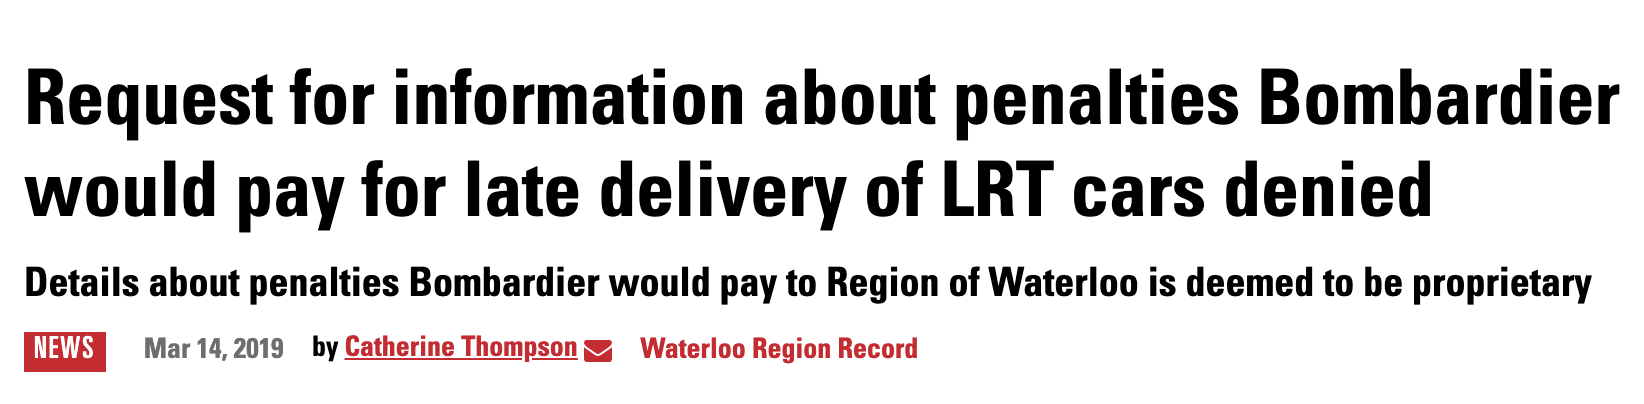 Request for information about penalties Bombardier
would pay for late delivery of LRT cars denied
Details about penalties Bombardier would pay to Region of Waterloo is deemed to be proprietary
NEWS Mar 14, 2019 by Catherine Thompson Waterloo Region Record